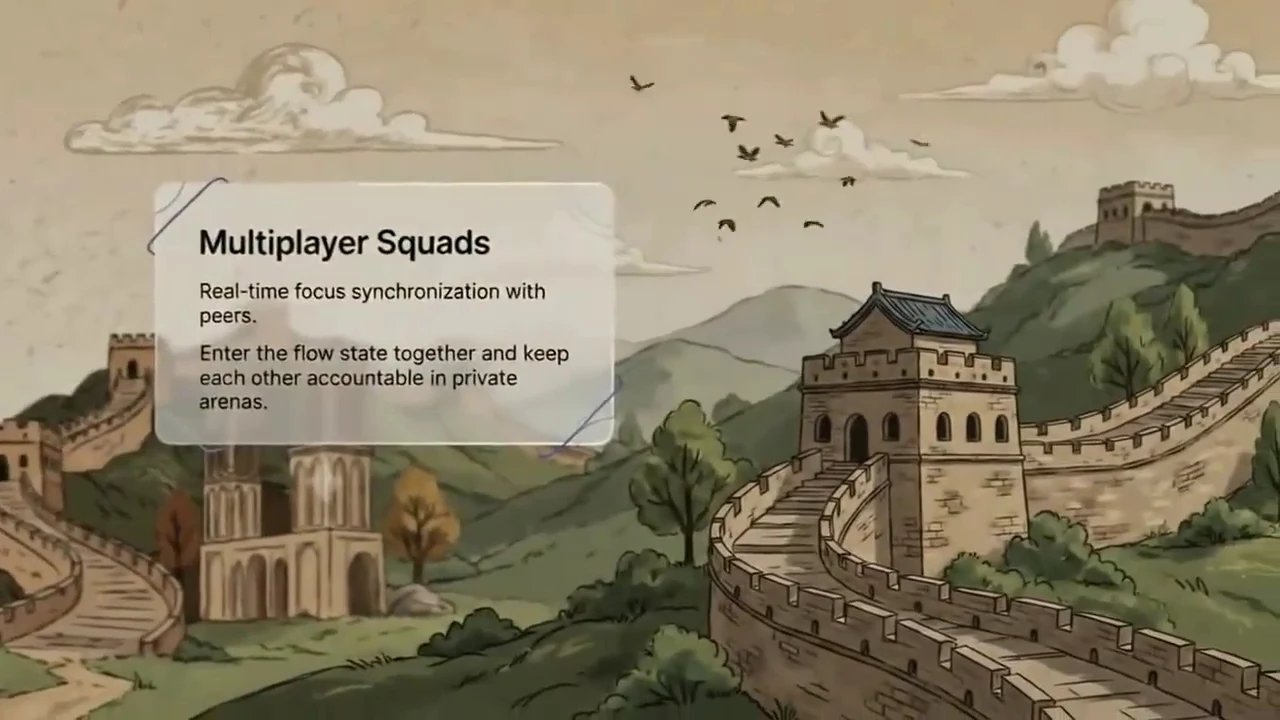 Multiplayer Squads
Real-time focus synchronization with
peers.
Enter the flow state together and keep
each other accountable in private
arenas.